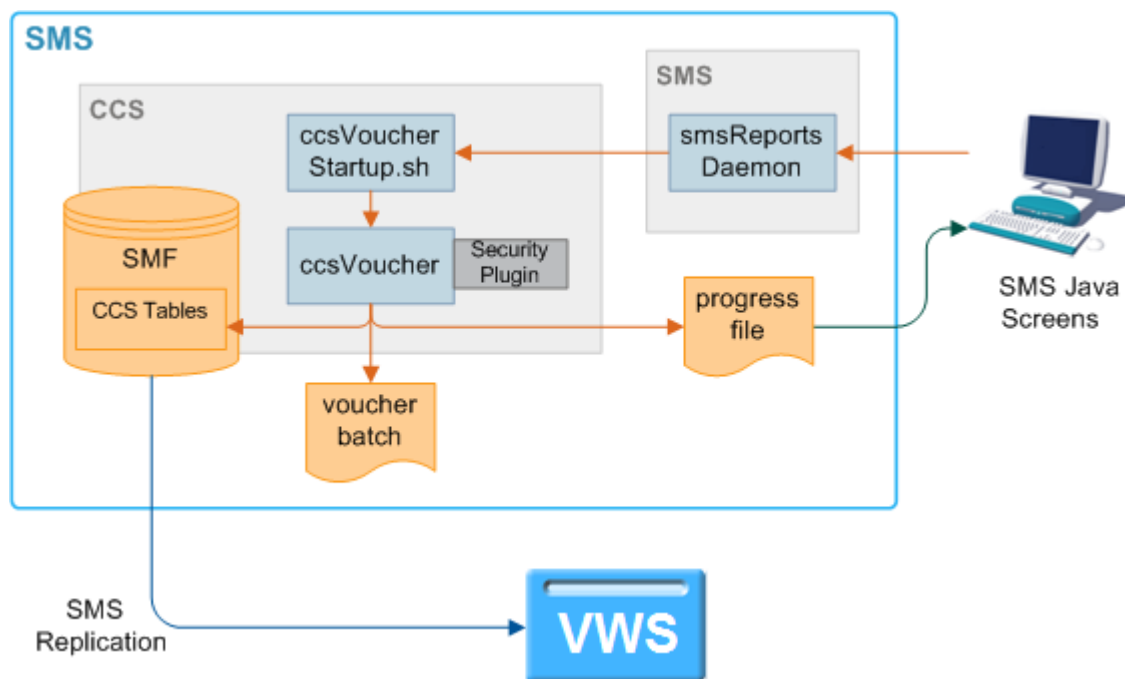 SMS
SMS
CCS
ccsVoucher
Startup.sh
smsReports
Daemon
SMF
CCS Tables
ccsVoucher
Security
Plugin
progress
file
SMS Java
Screens
voucher
batch
SMS
Replication
VWS